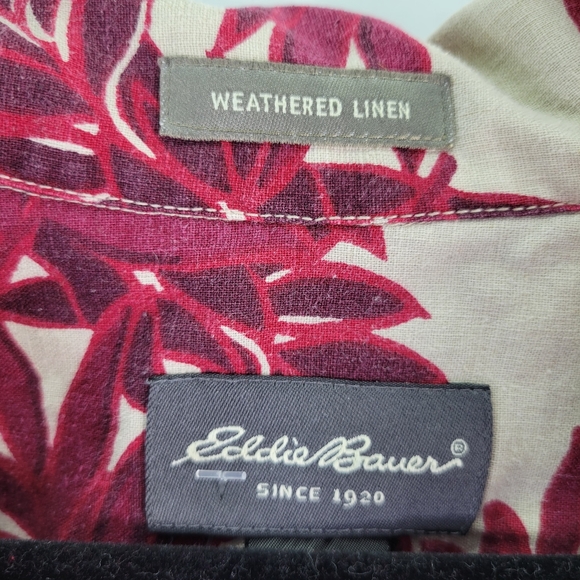 WEATHERED LINEN
Eddie Bauer®
SINCE 1920